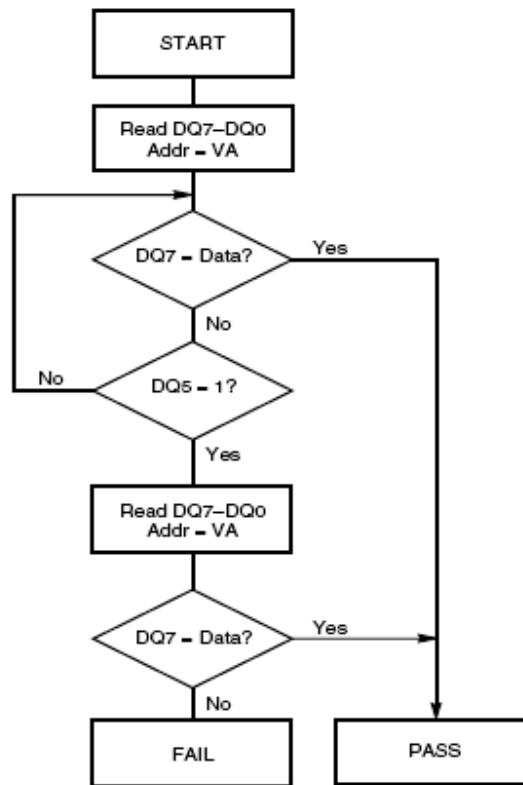 START
Read DQ7–DQ0
Addr = VA
DQ7 = Data?
Yes
No
No
DQ5 = 1?
Yes
Read DQ7–DQ0
Addr = VA
DQ7 = Data?
Yes
No
FAIL
PASS